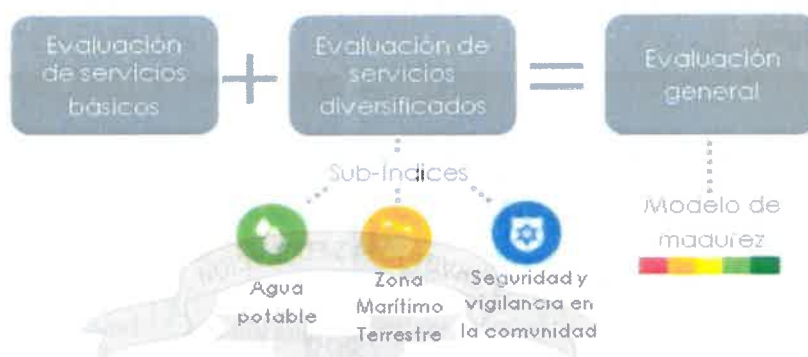 Evaluación
de servicios
básicos
+
Evaluación de
servicios
diversificados
=
Evaluación
general
Sub-índices
Agua
potable
Zona
Marítimo
Terrestre
Seguridad y
vigilancia en
la comunidad
Modelo de
madurez